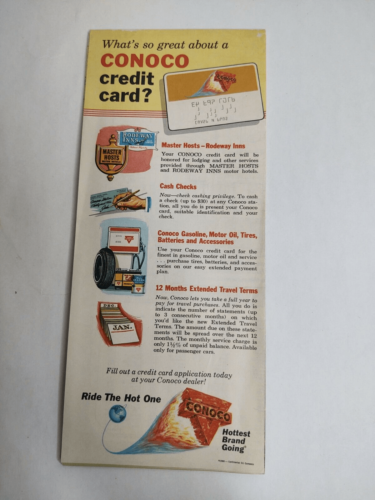 What's so great about a
CONOCO
credit
card?
MASTER
HOSTS
RODEWAY
INNS
Master Hosts—Rodeway Inns
Your CONOCO credit card will be
honored for lodging and other services
provided through MASTER HOSTS
and RODEWAY INNS motor hotels.
Cash Checks
Now—check cashing privilege. To cash
a check (up to $30) at any Conoco sta-
tion, all you do is present your Conoco
card, suitable identification and your
check.
Conoco Gasoline, Motor Oil, Tires,
Batteries and Accessories
Use your Conoco credit card for the
finest in gasoline, motor oil and service
. . . purchase tires, batteries, and acces-
sories on our easy extended payment
plan.
12 Months Extended Travel Terms
Now, Conoco lets you take a full year to
pay for travel purchases. All you do is
indicate the number of statements (up
to 3 consecutive months) on which
you'd like the new Extended Travel
Terms. The amount due on these state-
ments will be spread over the next 12
months. The monthly service charge is
only 1½% of unpaid balance. Available
only for passenger cars.
JAN.
Fill out a credit card application today
at your Conoco dealer!
Ride The Hot One
CONOCO
Hottest
Brand
Going